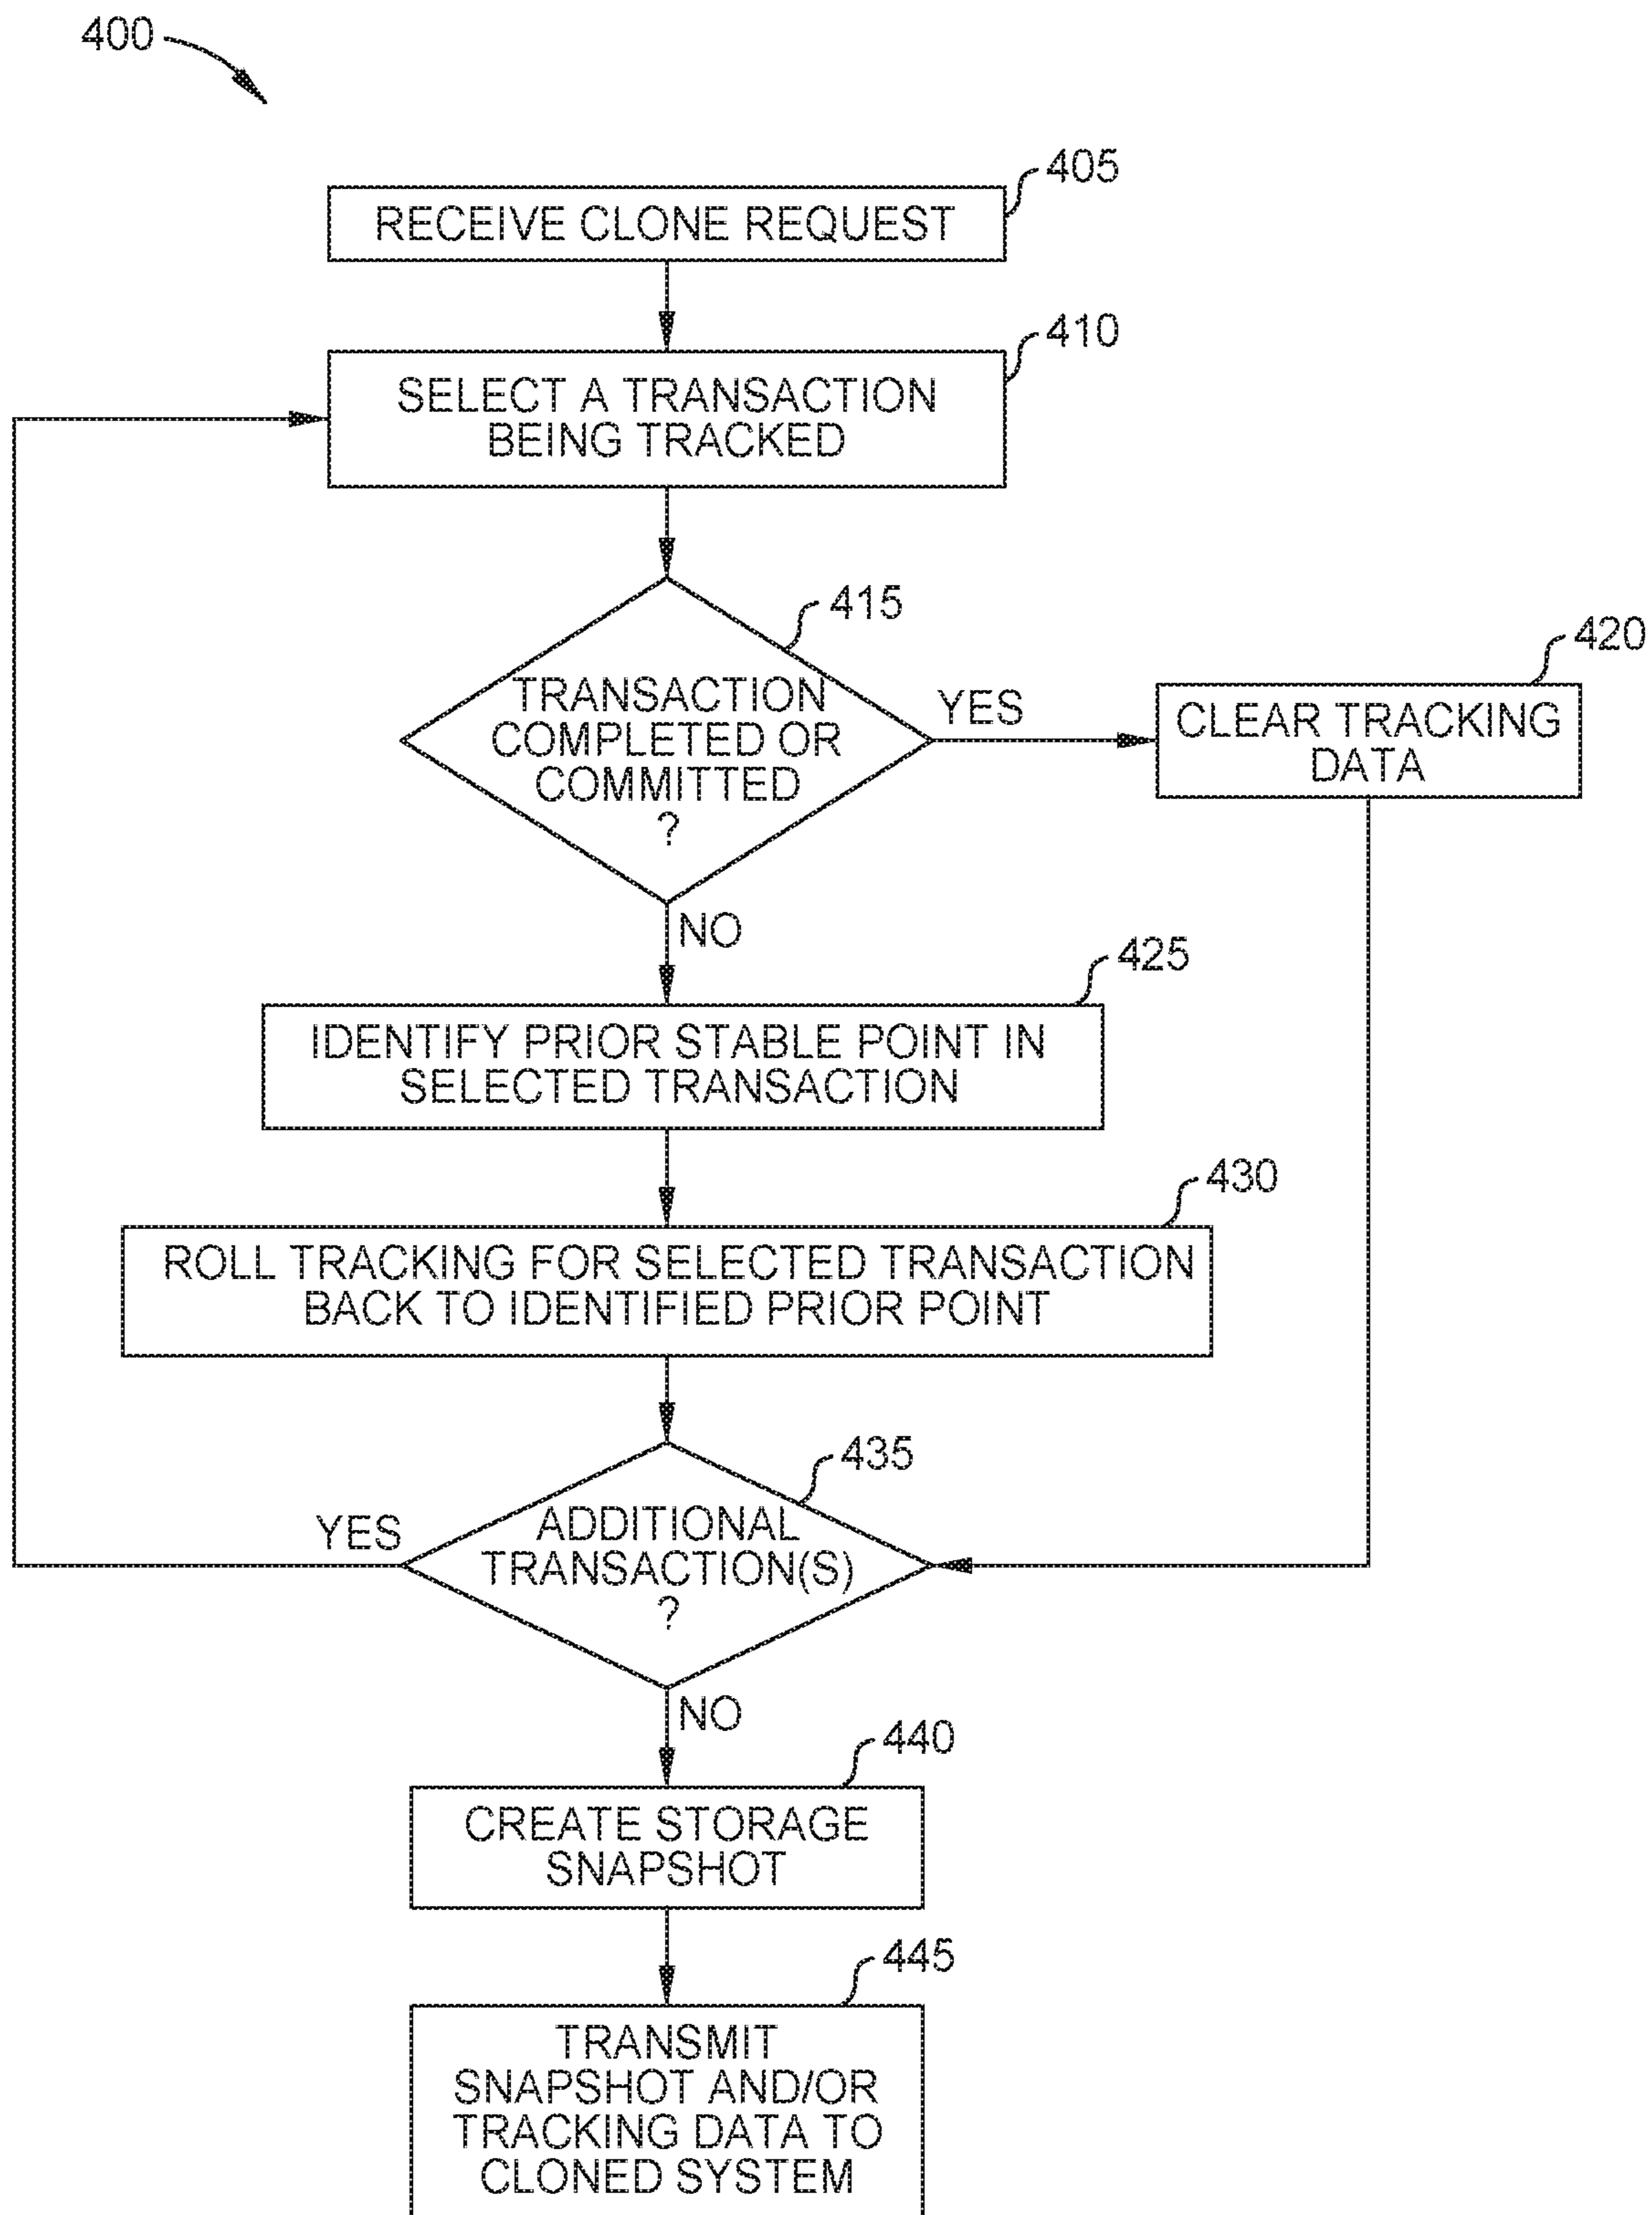 400
405
RECEIVE CLONE REQUEST
410
SELECT A TRANSACTION
BEING TRACKED
415
TRANSACTION
COMPLETED OR
COMMITTED
?
YES
420
CLEAR TRACKING
DATA
NO
425
IDENTIFY PRIOR STABLE POINT IN
SELECTED TRANSACTION
430
ROLL TRACKING FOR SELECTED TRANSACTION
BACK TO IDENTIFIED PRIOR POINT
435
YES
ADDITIONAL
TRANSACTION(S)
?
NO
440
CREATE STORAGE
SNAPSHOT
445
TRANSMIT
SNAPSHOT AND/OR
TRACKING DATA TO
CLONED SYSTEM